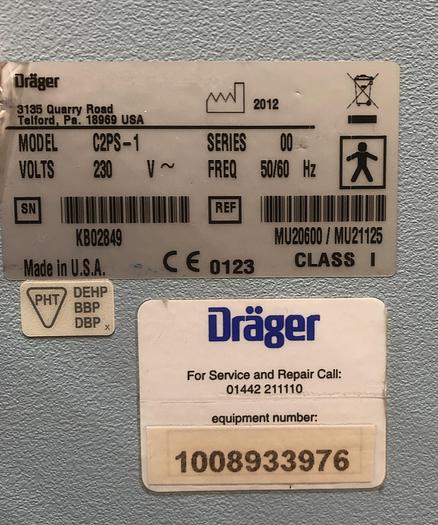 Dräger
3135 Quarry Road
Telford, Pa. 18969 USA
2012
MODEL C2PS-1 SERIES 00
VOLTS 230 V ~ FREQ 50/60 Hz
SN REF
KB02849 MU20600 / MU21125
Made in U.S.A. CE 0123 CLASS I
PHT DEHP
BBP
DBP x
Dräger
For Service and Repair Call:
01442 211110
equipment number:
1008933976